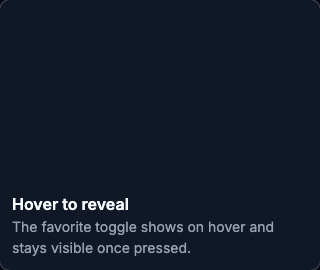 Hover to reveal
The favorite toggle shows on hover and
stays visible once pressed.